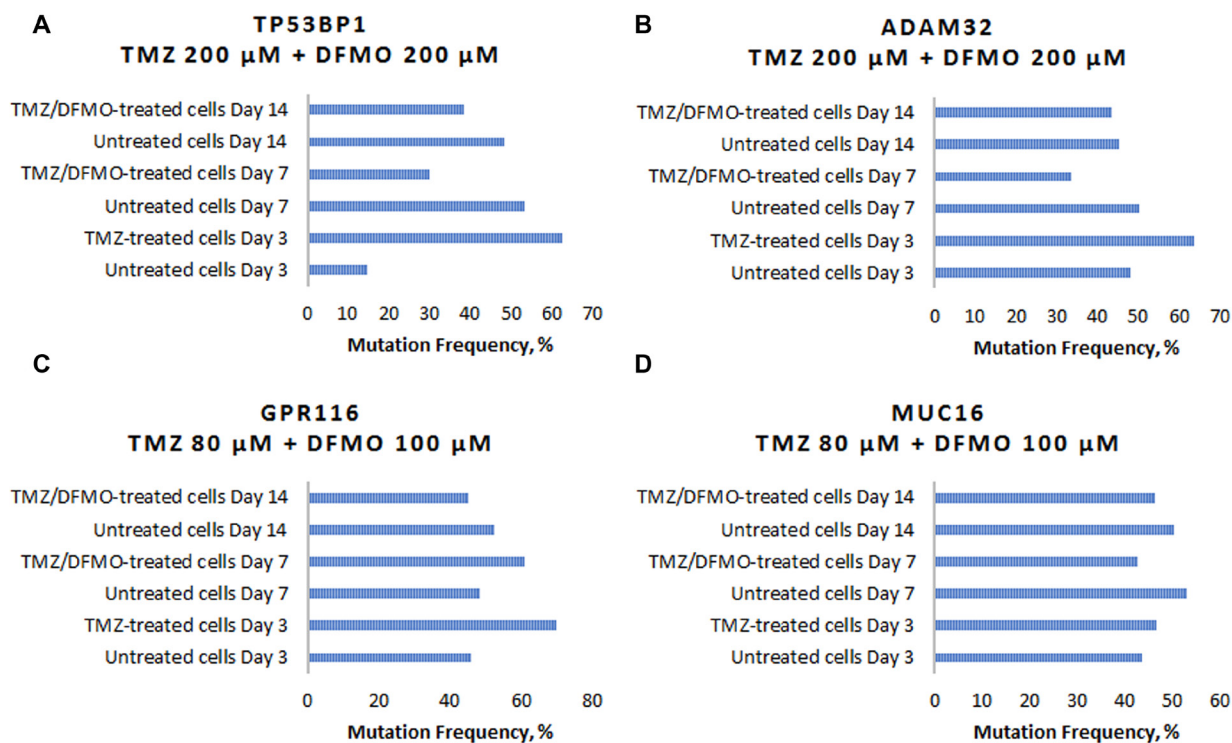 A
TP53BP1
TMZ 200 µM + DFMO 200 µM
TMZ/DFMO-treated cells Day 14
Untreated cells Day 14
TMZ/DFMO-treated cells Day 7
Untreated cells Day 7
TMZ-treated cells Day 3
Untreated cells Day 3
0 10 20 30 40 50 60 70
Mutation Frequency, %
B
ADAM32
TMZ 200 µM + DFMO 200 µM
TMZ/DFMO-treated cells Day 14
Untreated cells Day 14
TMZ/DFMO-treated cells Day 7
Untreated cells Day 7
TMZ-treated cells Day 3
Untreated cells Day 3
0 10 20 30 40 50 60 70
Mutation Frequency, %
C
GPR116
TMZ 80 µM + DFMO 100 µM
TMZ/DFMO-treated cells Day 14
Untreated cells Day 14
TMZ/DFMO-treated cells Day 7
Untreated cells Day 7
TMZ-treated cells Day 3
Untreated cells Day 3
0 20 40 60 80
Mutation Frequency, %
D
MUC16
TMZ 80 µM + DFMO 100 µM
TMZ/DFMO-treated cells Day 14
Untreated cells Day 14
TMZ/DFMO-treated cells Day 7
Untreated cells Day 7
TMZ-treated cells Day 3
Untreated cells Day 3
0 10 20 30 40 50 60
Mutation Frequency, %